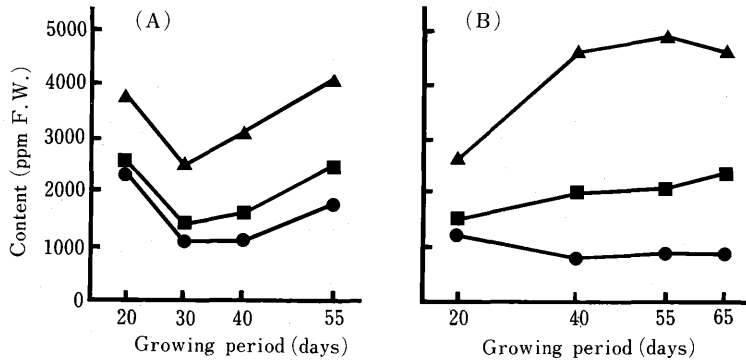 (A)
(B)
Content (ppm F.W.)
5000
4000
3000
2000
1000
0
20 30 40 55
20 40 55 65
Growing period (days)
Growing period (days)